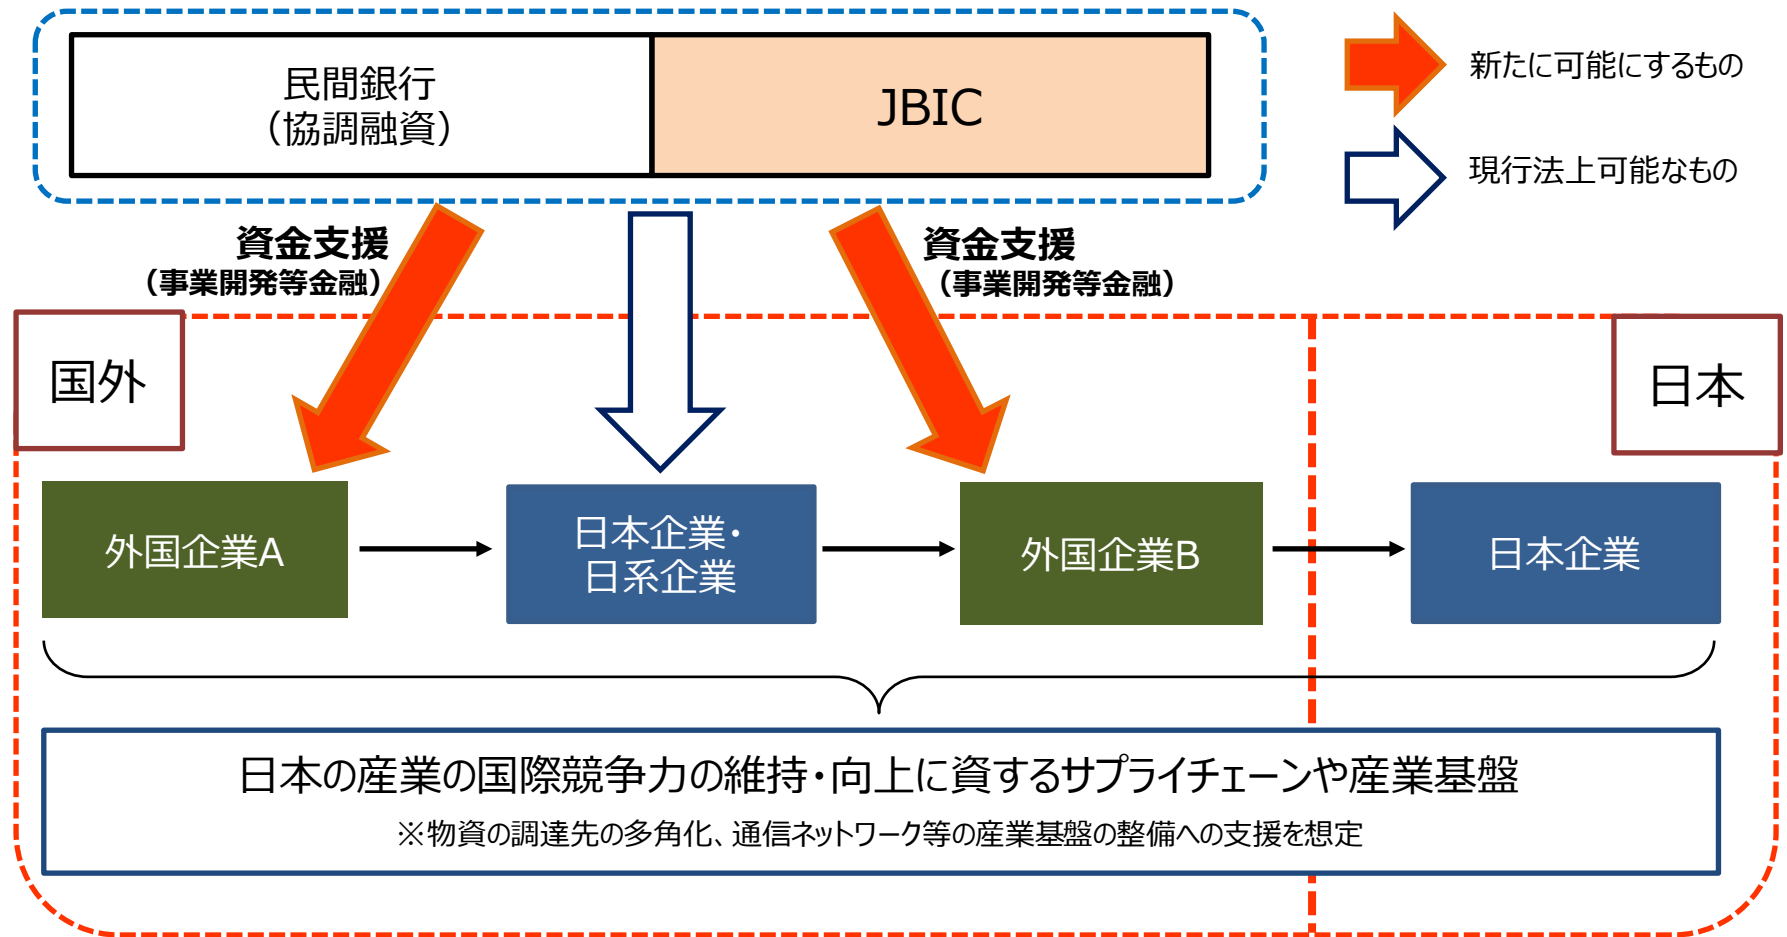 民間銀行
（協調融資）
JBIC
新たに可能にするもの
現行法上可能なもの
資金支援
（事業開発等金融）
資金支援
（事業開発等金融）
国外
日本
外国企業A
日本企業・
日系企業
外国企業B
日本企業
日本の産業の国際競争力の維持・向上に資するサプライチェーンや産業基盤
※物資の調達先の多角化、通信ネットワーク等の産業基盤の整備への支援を想定